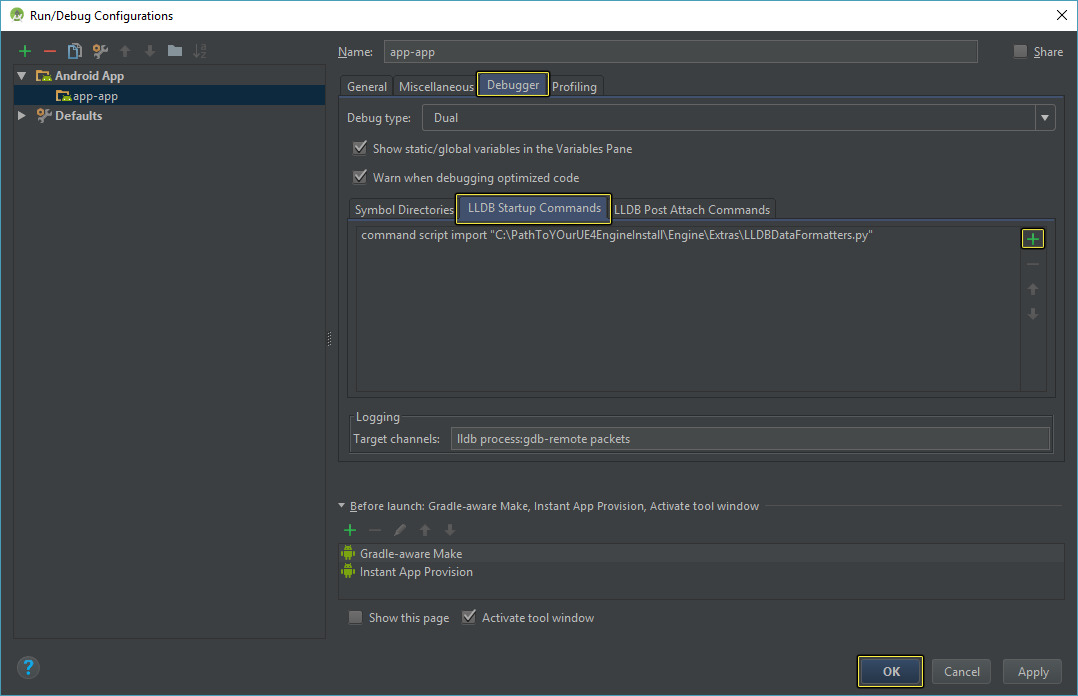 Run/Debug Configurations
Name: app-app Share
Android App
app-app
Defaults
General Miscellaneous Debugger Profiling
Debug type: Dual
Show static/global variables in the Variables Pane
Warn when debugging optimized code
Symbol Directories LLDB Startup Commands LLDB Post Attach Commands
command script import "C:\PathToYOurUE4EngineInstall\Engine\Extras\LLDBDataFormatters.py"
Logging
Target channels: lldb process:gdb-remote packets
Before launch: Gradle-aware Make, Instant App Provision, Activate tool window
Gradle-aware Make
Instant App Provision
Show this page Activate tool window
? OK Cancel Apply